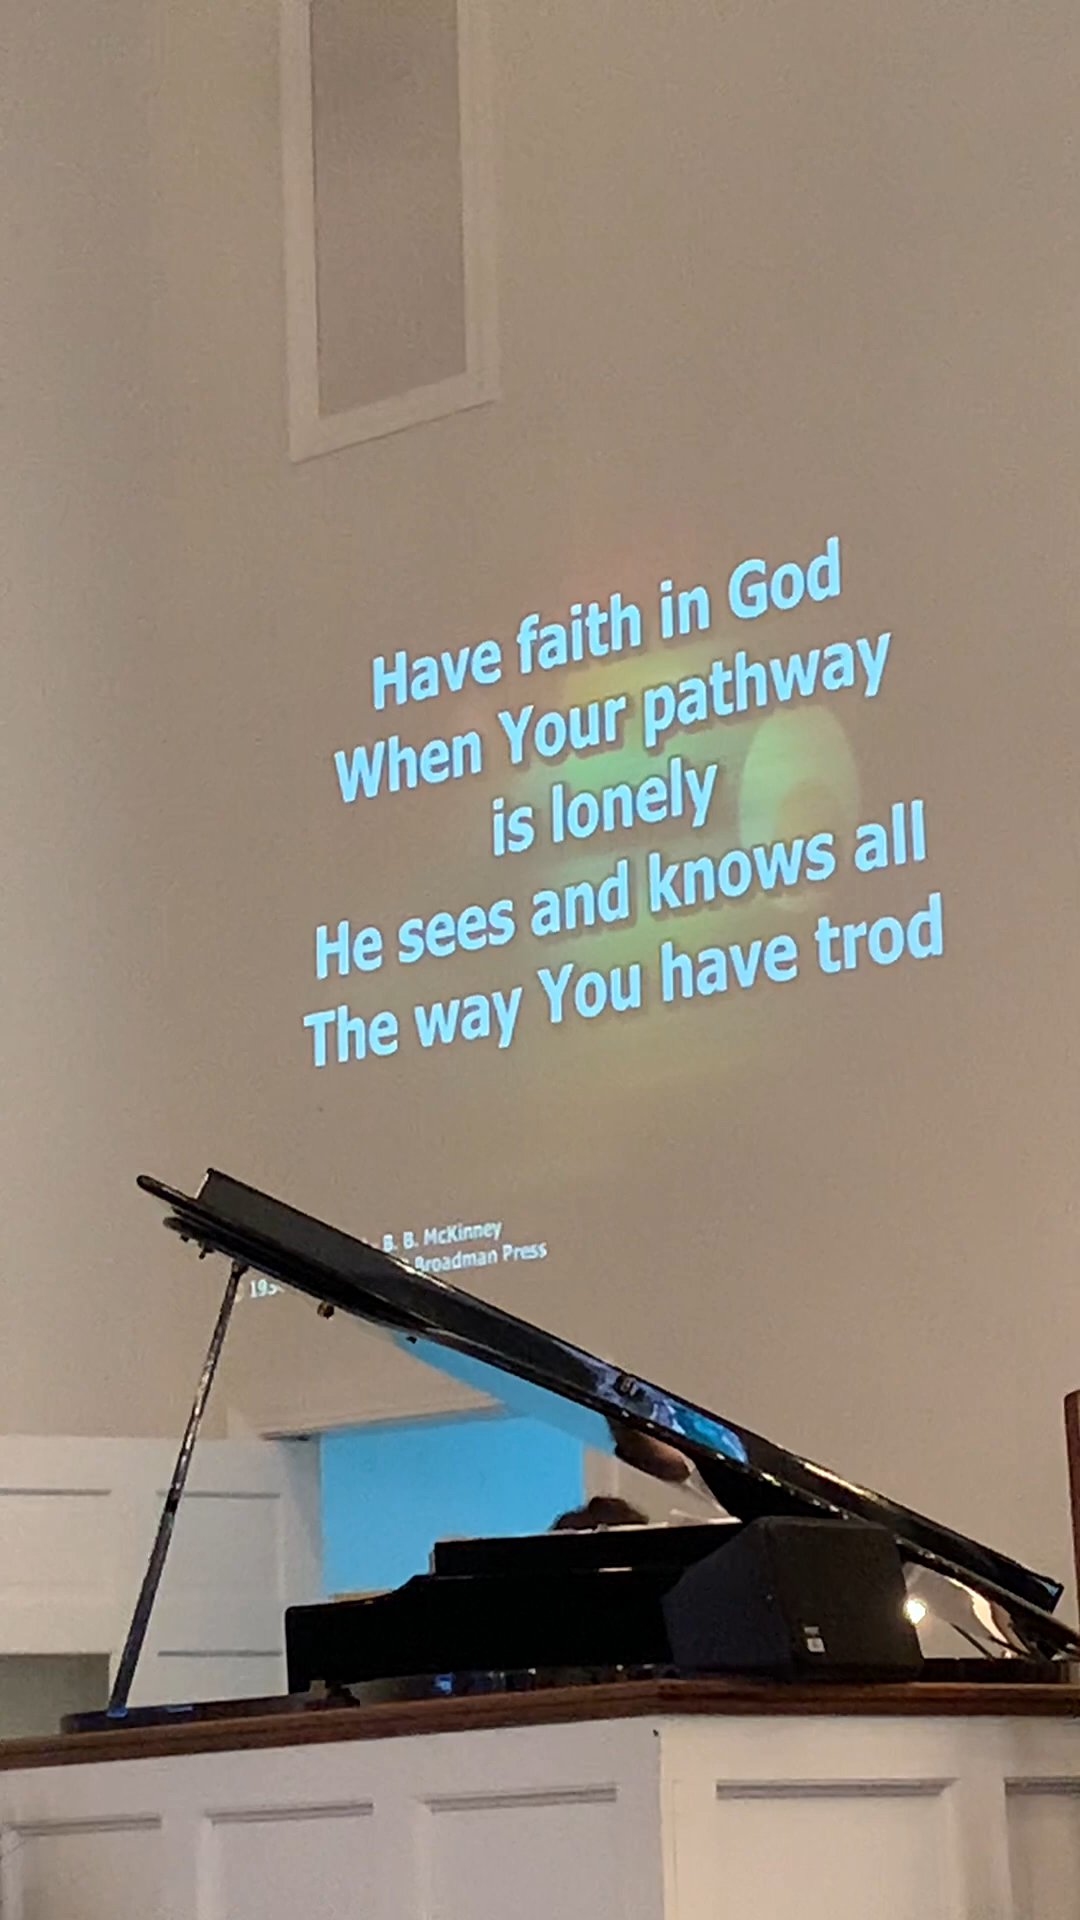 Have faith in God
When Your pathway
is lonely
He sees and knows all
The way You have trod
B. B. McKinney
Broadman Press